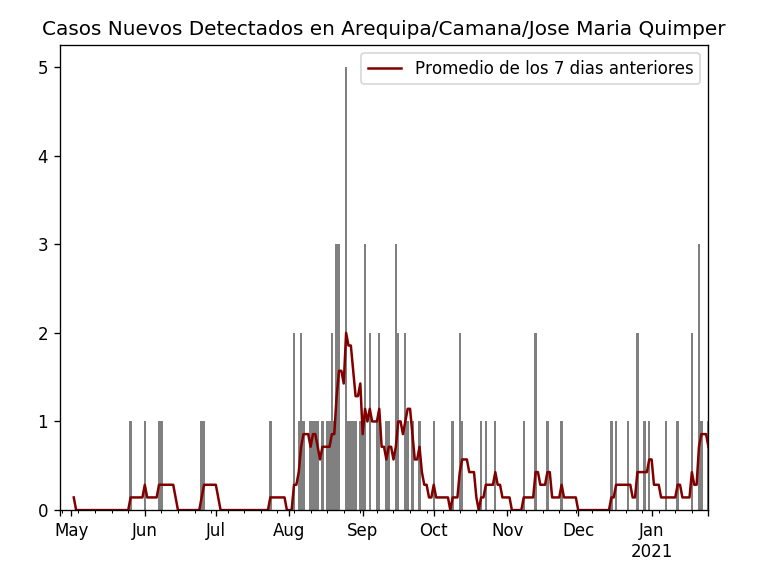 Casos Nuevos Detectados en Arequipa/Camana/Jose Maria Quimper
Promedio de los 7 dias anteriores
5
4
3
2
1
0
May Jun Jul Aug Sep Oct Nov Dec Jan
2021